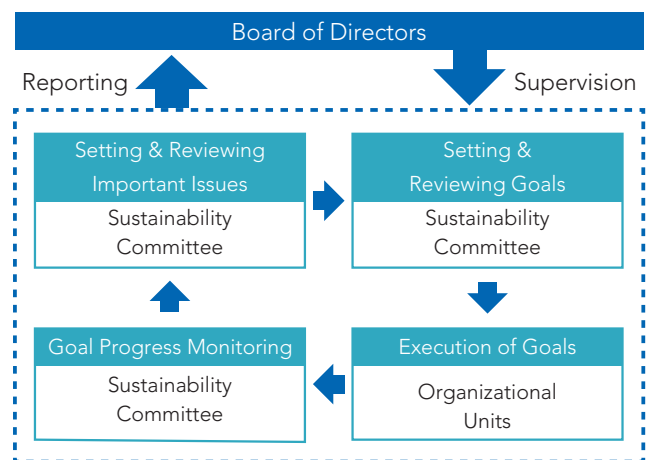 Board of Directors
Reporting
Supervision
Setting & Reviewing
Important Issues
Sustainability
Committee
Setting &
Reviewing Goals
Sustainability
Committee
Goal Progress Monitoring
Sustainability
Committee
Execution of Goals
Organizational
Units